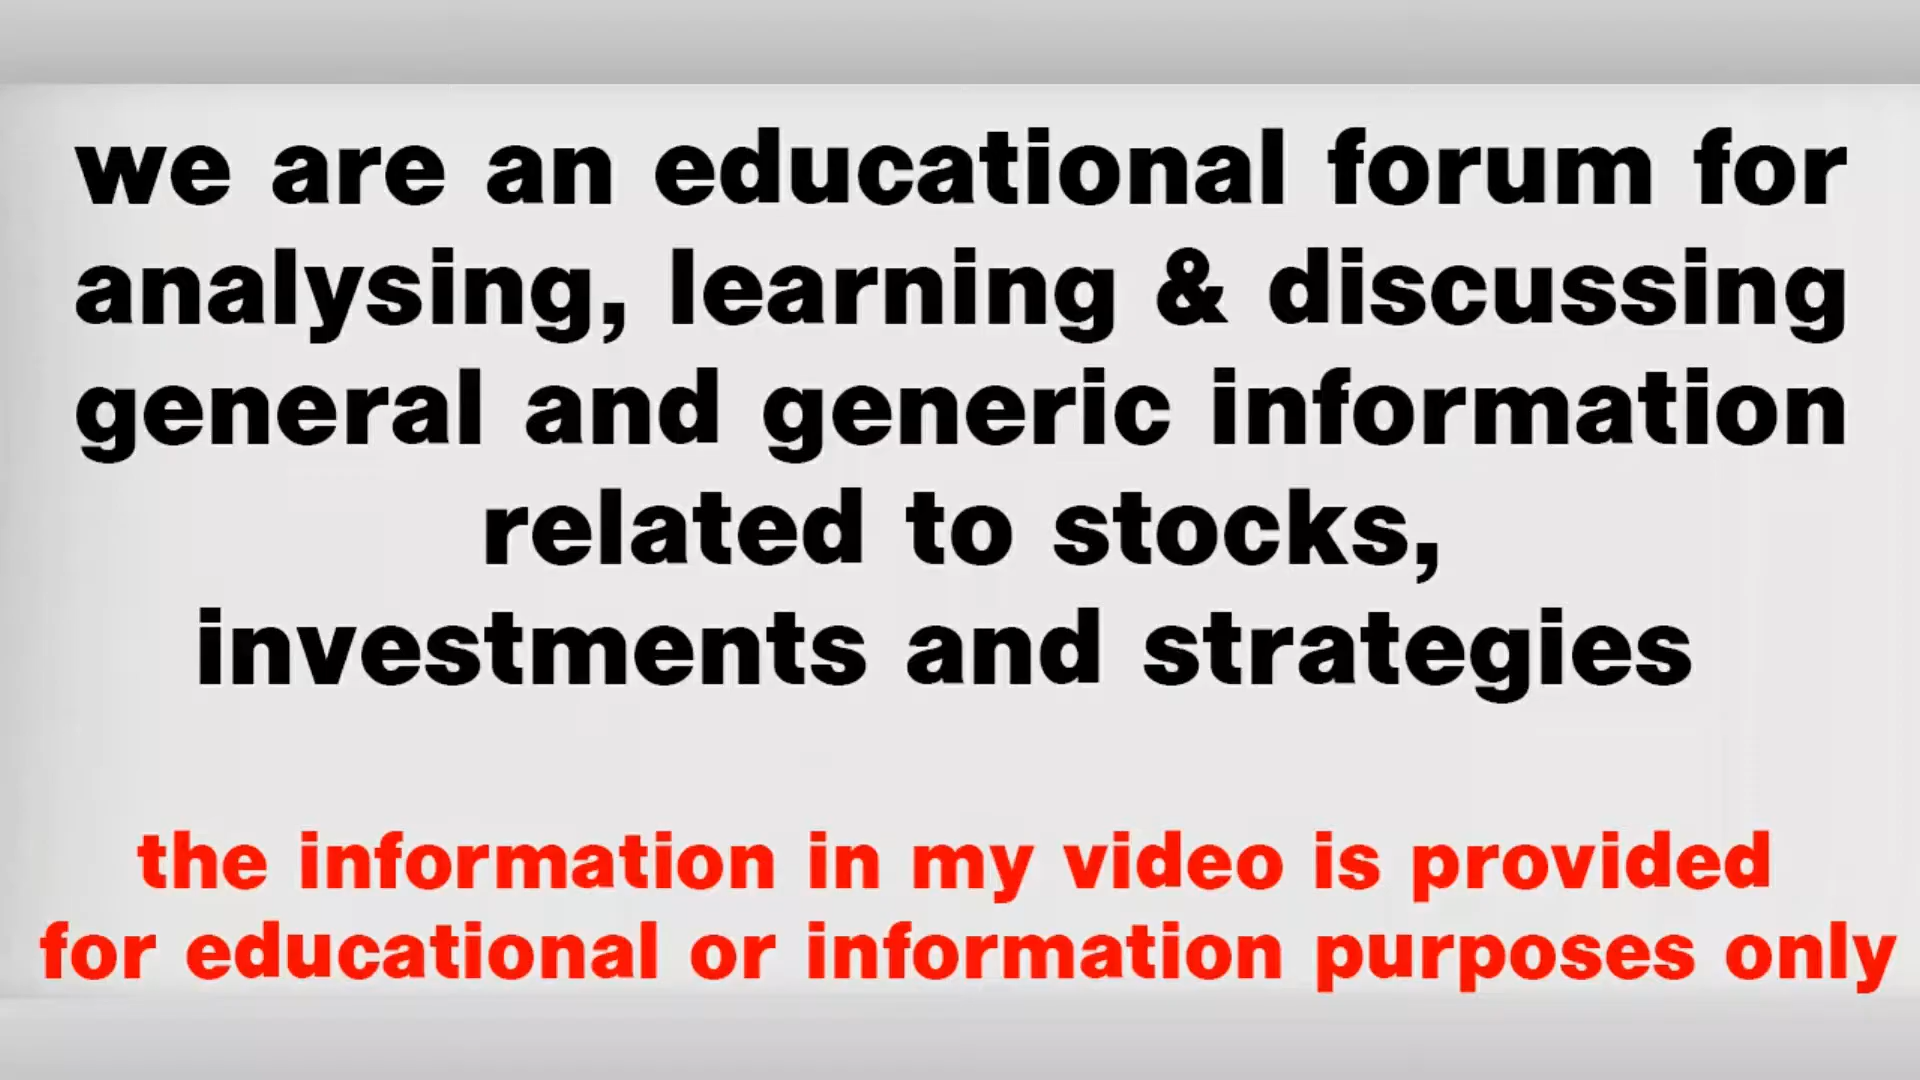 we are an educational forum for
analysing, learning & discussing
general and generic information
related to stocks,
investments and strategies
the information in my video is provided
for educational or information purposes only